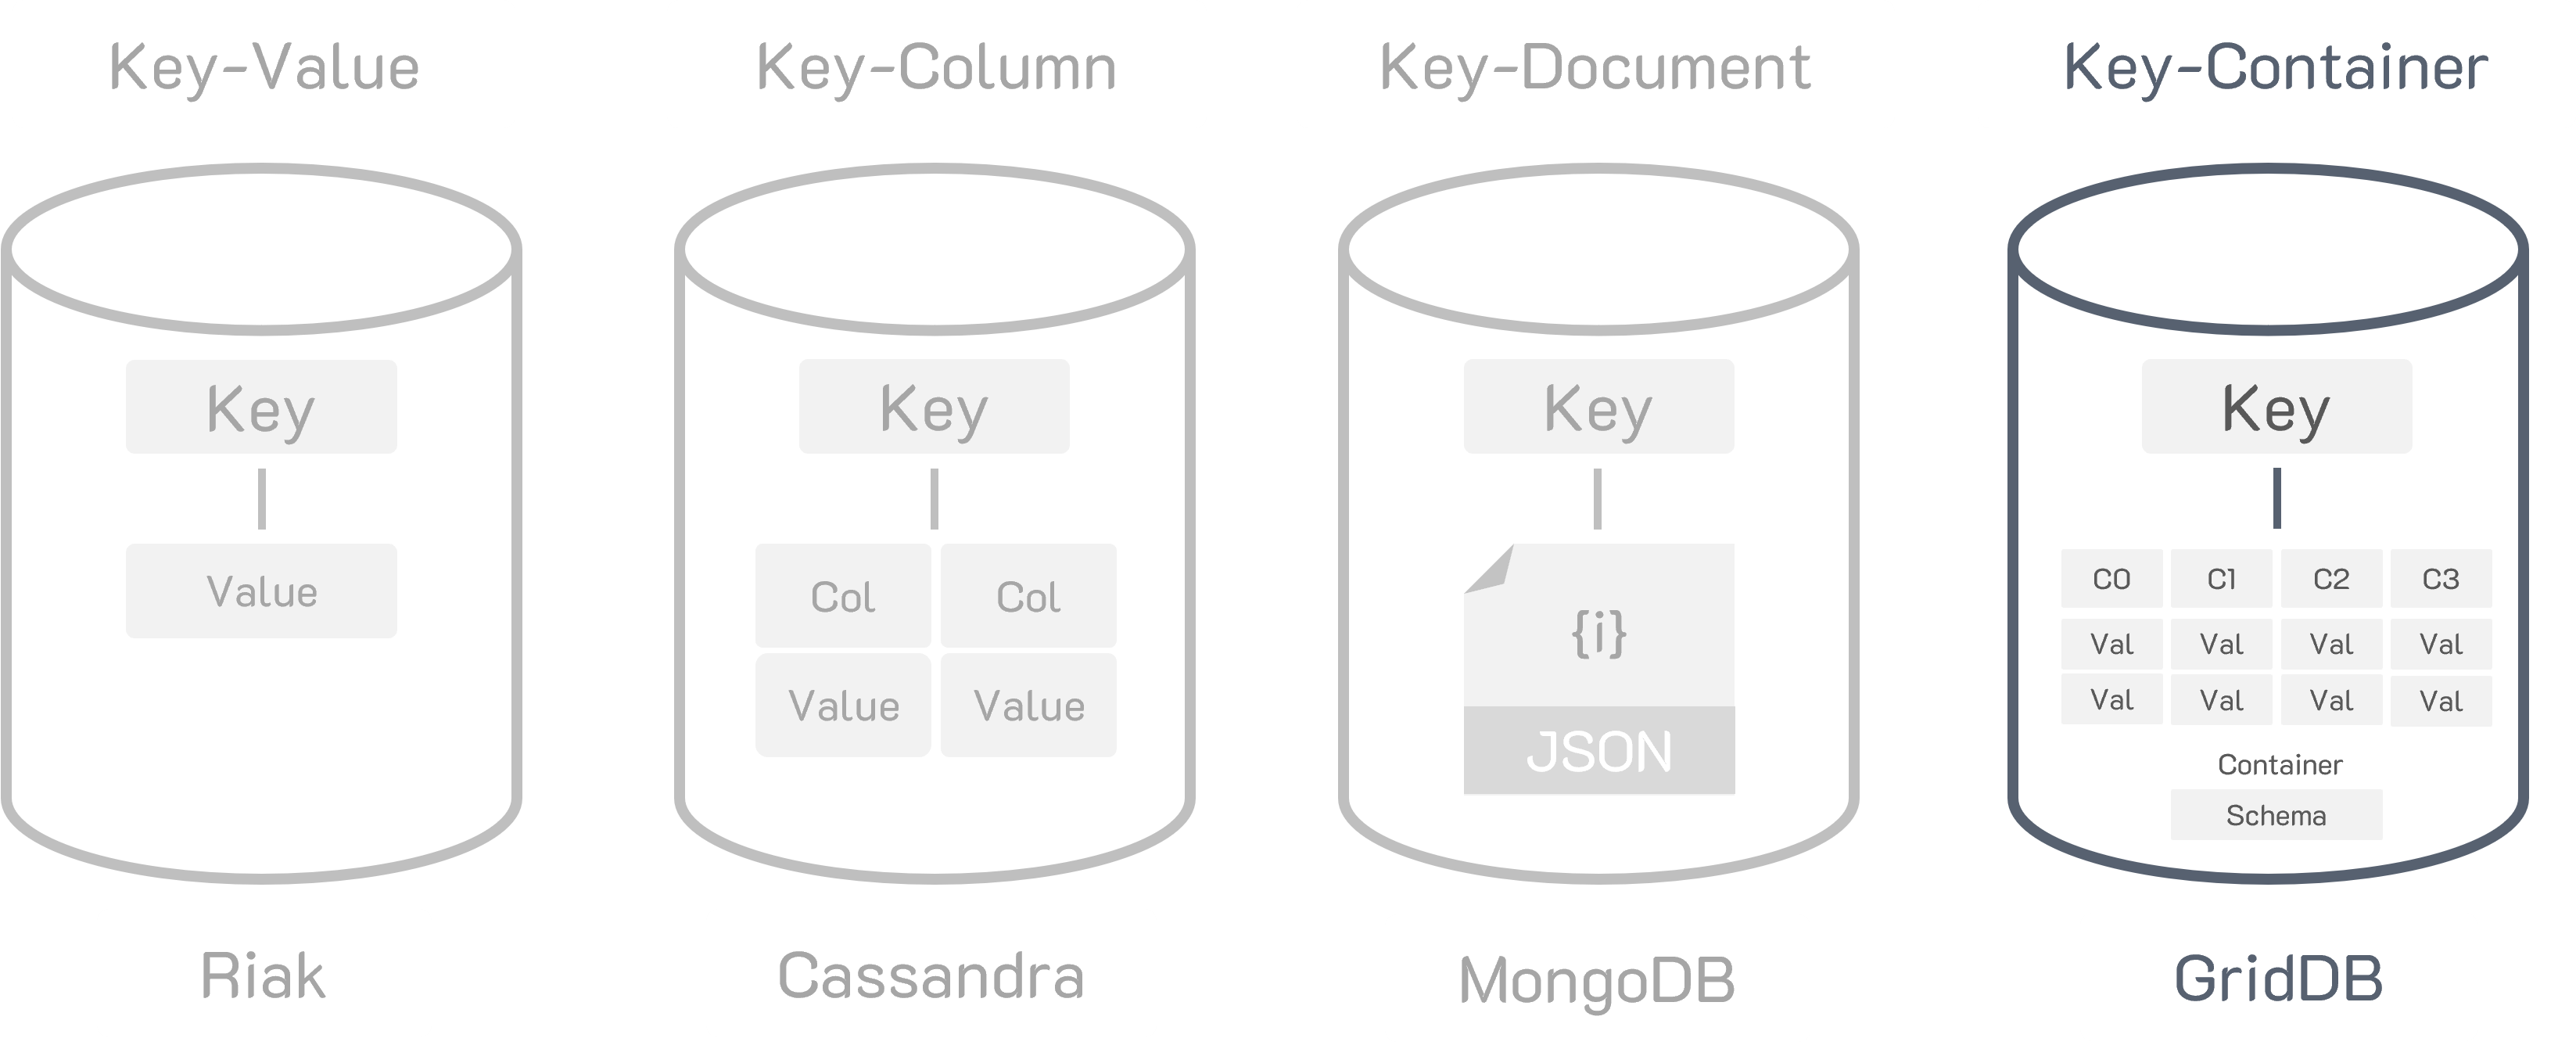 Key-Value
Key-Column
Key-Document
Key-Container
Key
Key
Key
Key
Value
Col Col
Value Value
{i}
JSON
C0 C1 C2 C3
Val Val Val Val
Val Val Val Val
Container
Schema
Riak
Cassandra
MongoDB
GridDB